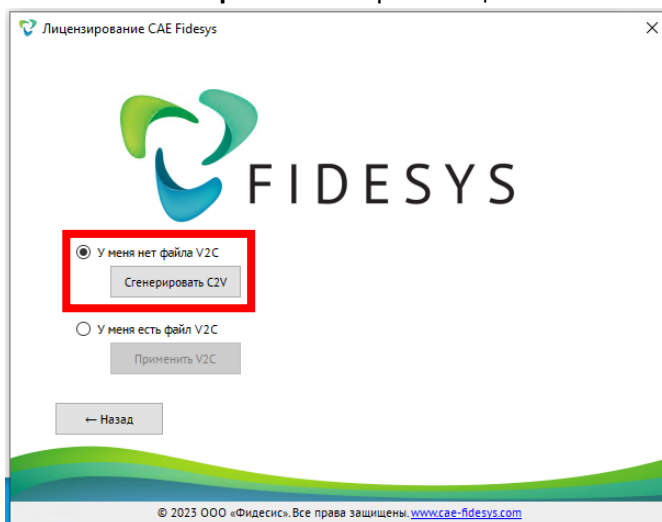 Лицензирование CAE Fidesys
FIDESYS
У меня нет файла V2C
Сгенерировать C2V
У меня есть файл V2C
Применить V2C
← Назад
© 2023 ООО «Фидесис». Все права защищены. www.cae-fidesys.com